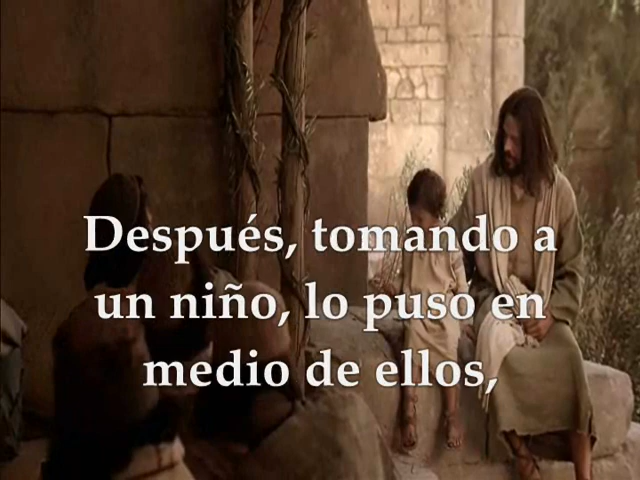 Después, tomando a
un niño, lo puso en
medio de ellos,